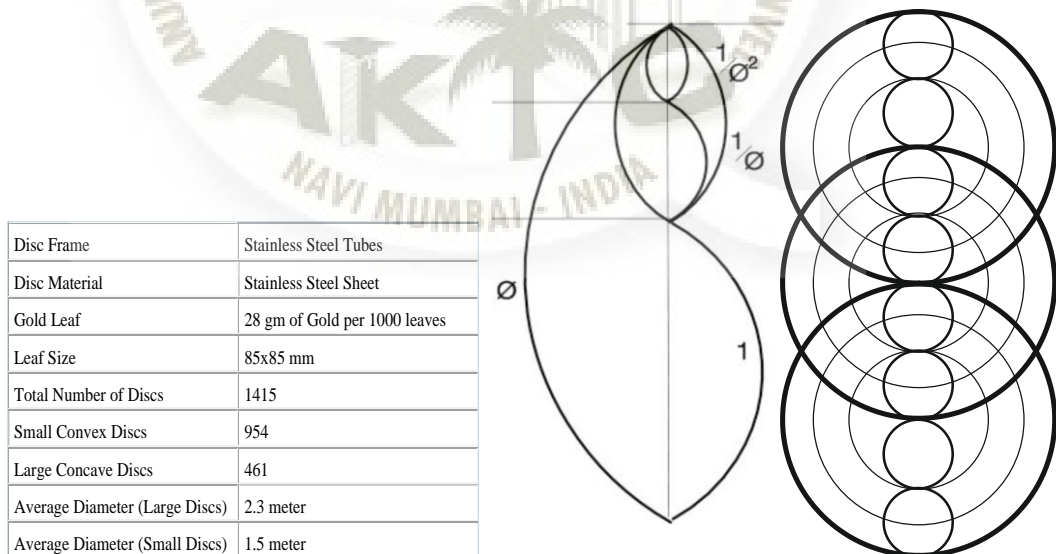 AKTC
NAVI MUMBAI - INDIA
Disc Frame Stainless Steel Tubes
Disc Material Stainless Steel Sheet
Gold Leaf 28 gm of Gold per 1000 leaves
Leaf Size 85x85 mm
Total Number of Discs 1415
Small Convex Discs 954
Large Concave Discs 461
Average Diameter (Large Discs) 2.3 meter
Average Diameter (Small Discs) 1.5 meter
1/Ø²
1/Ø
Ø
1